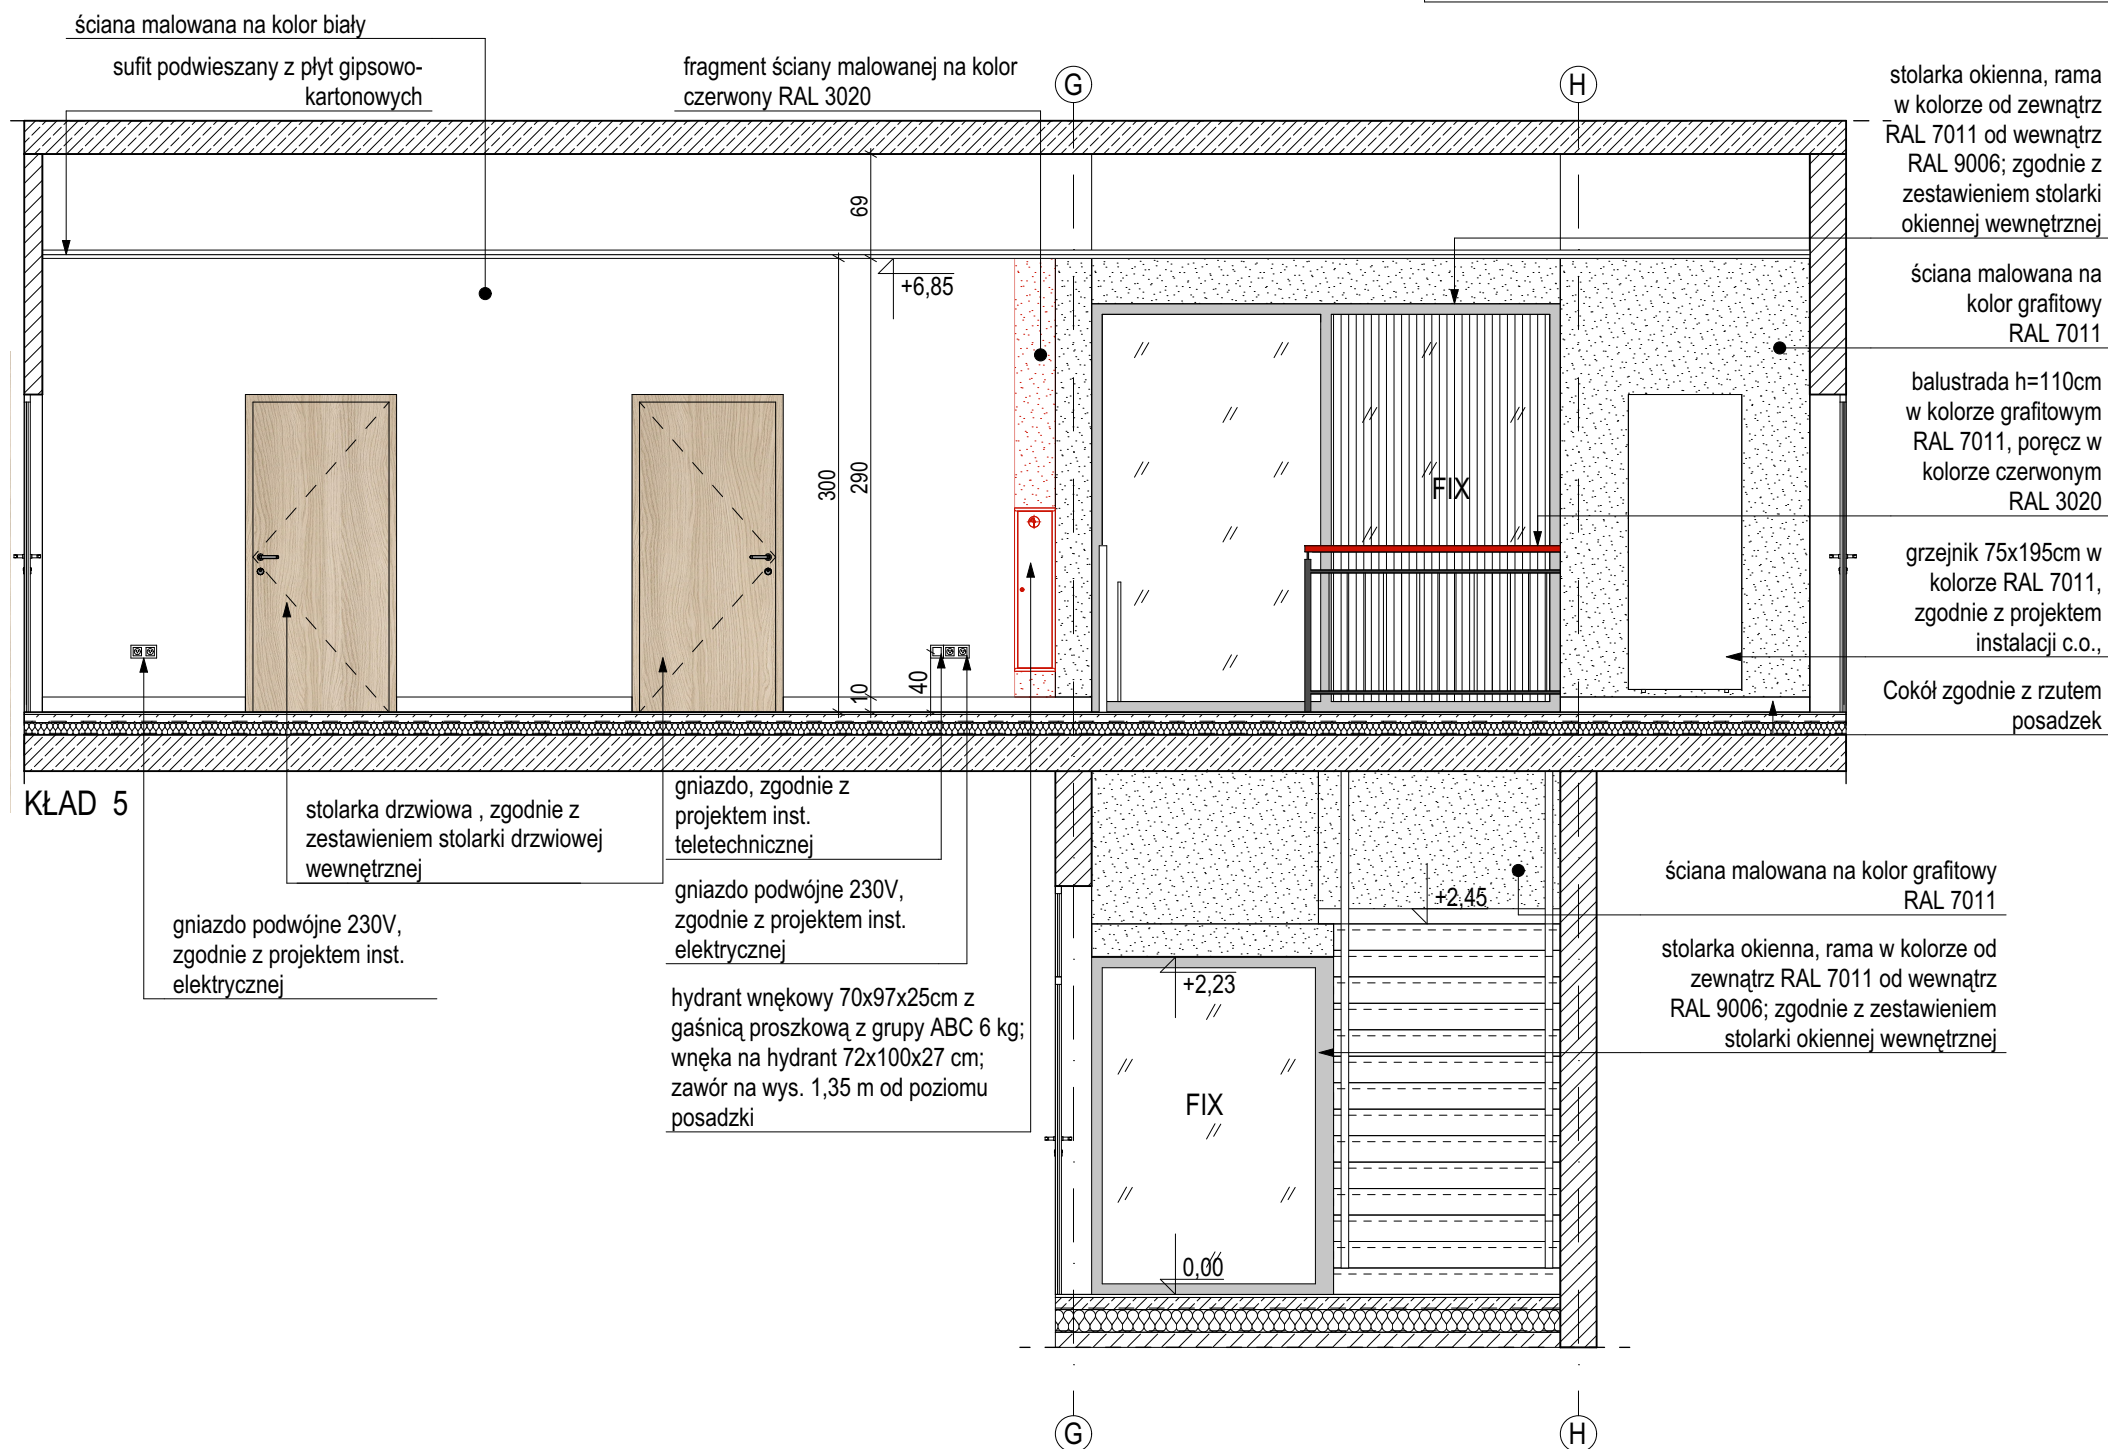 ściana malowana na kolor biały
sufit podwieszany z płyt gipsowo-
kartonowych
fragment ściany malowanej na kolor
czerwony RAL 3020
G
H
stolarka okienna, rama
w kolorze od zewnątrz
RAL 7011 od wewnątrz
RAL 9006; zgodnie z
zestawieniem stolarki
okiennej wewnętrznej
69
+6,85
ściana malowana na
kolor grafitowy
RAL 7011
balustrada h=110cm
w kolorze grafitowym
RAL 7011, poręcz w
kolorze czerwonym
RAL 3020
300
290
FIX
grzejnik 75x195cm w
kolorze RAL 7011,
zgodnie z projektem
instalacji c.o.,
40
10
Cokół zgodnie z rzutem
posadzek
KŁAD 5
stolarka drzwiowa , zgodnie z
zestawieniem stolarki drzwiowej
wewnętrznej
gniazdo, zgodnie z
projektem inst.
teletechnicznej
gniazdo podwójne 230V,
zgodnie z projektem inst.
elektrycznej
gniazdo podwójne 230V,
zgodnie z projektem inst.
elektrycznej
hydrant wnękowy 70x97x25cm z
gaśnicą proszkową z grupy ABC 6 kg;
wnęka na hydrant 72x100x27 cm;
zawór na wys. 1,35 m od poziomu
posadzki
+2,45
ściana malowana na kolor grafitowy
RAL 7011
stolarka okienna, rama w kolorze od
zewnątrz RAL 7011 od wewnątrz
RAL 9006; zgodnie z zestawieniem
stolarki okiennej wewnętrznej
+2,23
FIX
0,00
G
H